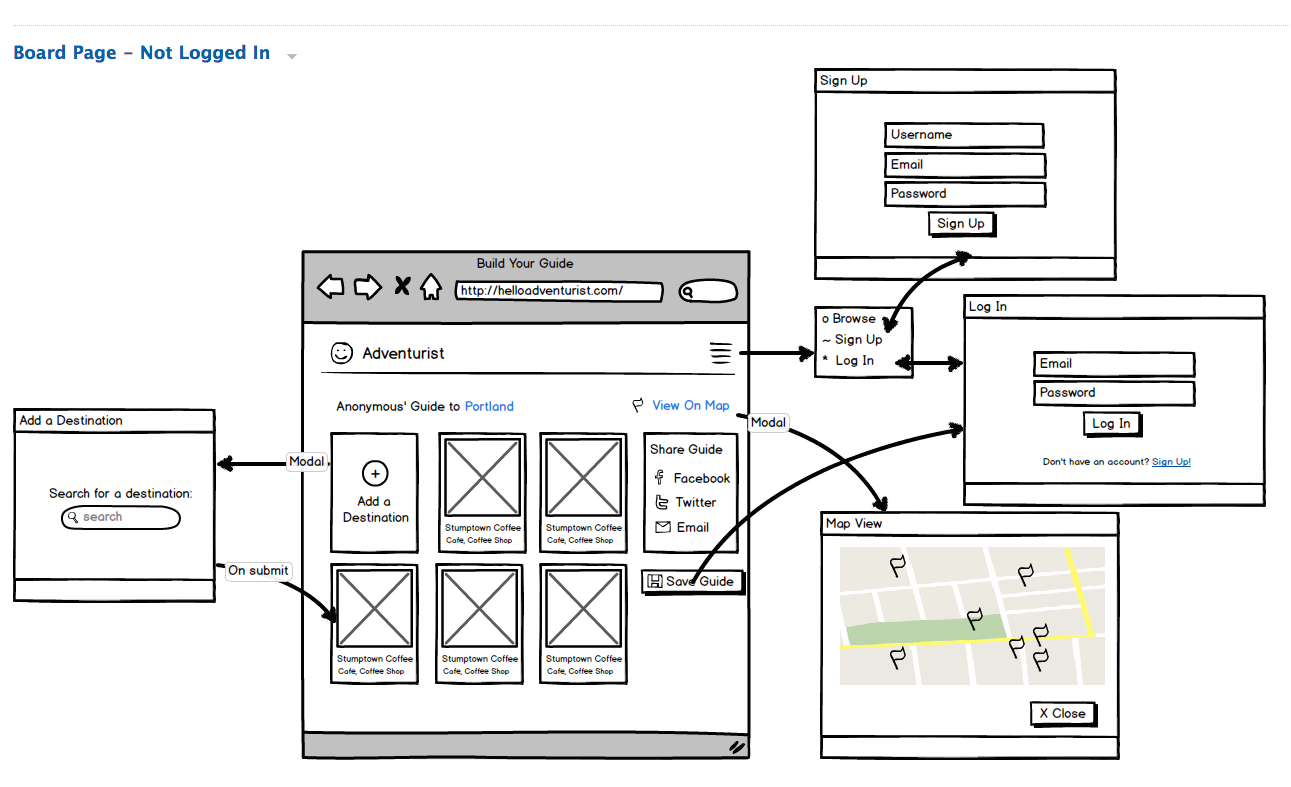 Board Page – Not Logged In
Sign Up
Username
Email
Password
Sign Up
Build Your Guide
http://helloadventurist.com/
o Browse
~ Sign Up
* Log In
Log In
Email
Password
Log In
Don't have an account? Sign Up!
Adventurist
Anonymous' Guide to Portland
View On Map
Modal
Add a Destination
Search for a destination:
search
Modal
On submit
Add a
Destination
Stumptown Coffee
Cafe, Coffee Shop
Stumptown Coffee
Cafe, Coffee Shop
Share Guide
Facebook
Twitter
Email
Save Guide
Stumptown Coffee
Cafe, Coffee Shop
Stumptown Coffee
Cafe, Coffee Shop
Stumptown Coffee
Cafe, Coffee Shop
Map View
X Close